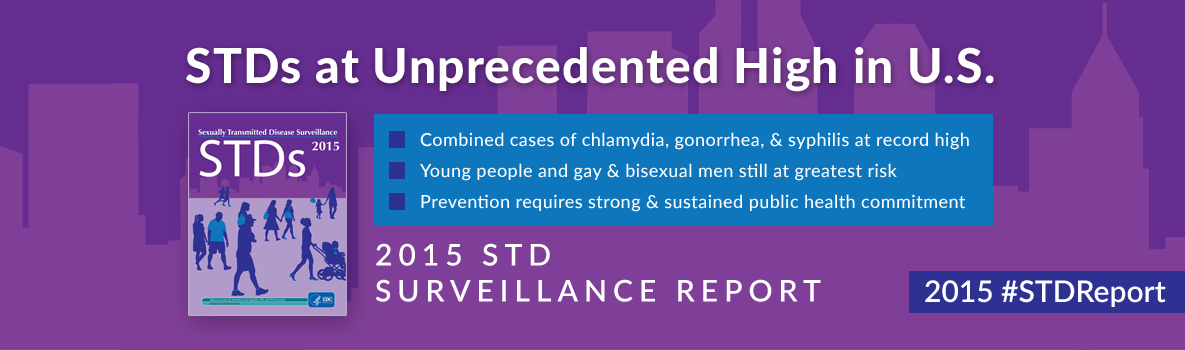 STDs at Unprecedented High in U.S.
Sexually Transmitted Disease Surveillance
2015
STDs
Combined cases of chlamydia, gonorrhea, & syphilis at record high
Young people and gay & bisexual men still at greatest risk
Prevention requires strong & sustained public health commitment
2015 STD
SURVEILLANCE REPORT
2015 #STDReport
CDC